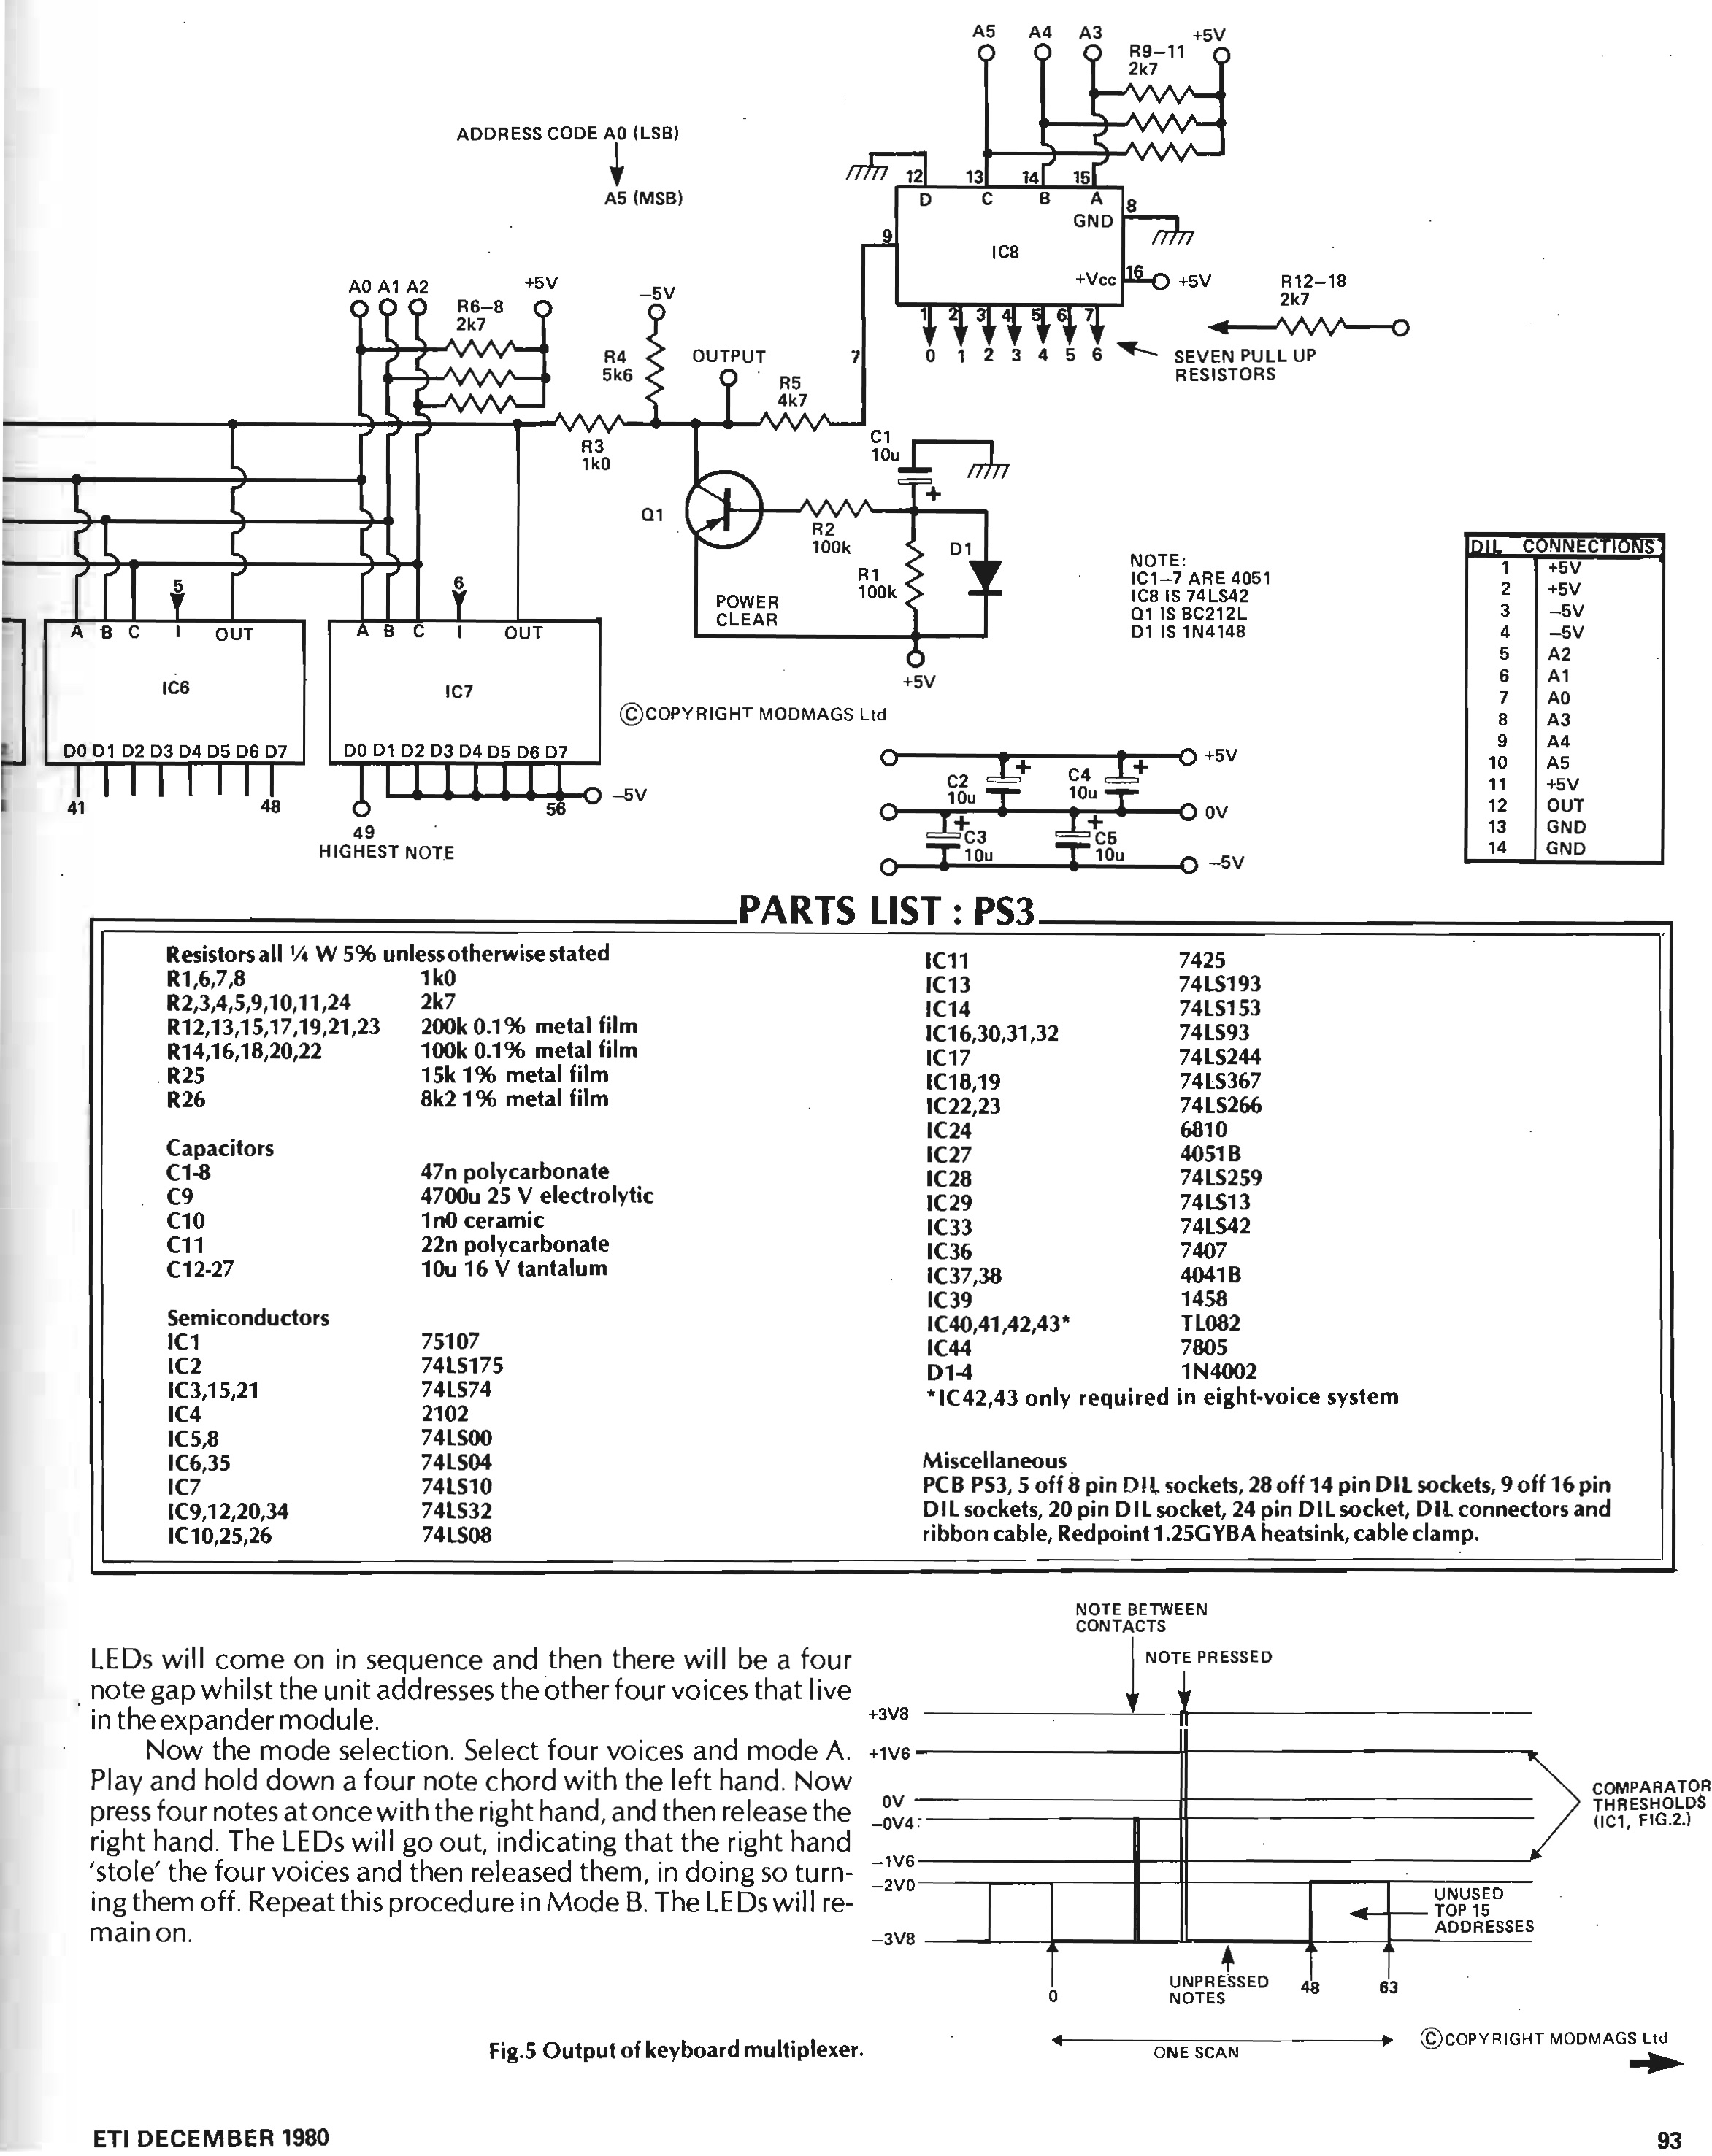 A5 A4 A3 +5V
R9–11
2k7
ADDRESS CODE A0 (LSB)
A5 (MSB)
12 13 14 15
D C B A
8
GND
9
IC8
+Vcc 16 +5V
1 2 3 4 5 6 7
0 1 2 3 4 5 6
R12–18
2k7
SEVEN PULL UP
RESISTORS
A0 A1 A2 +5V
R6–8
2k7
–5V
R4
5k6
OUTPUT
7
R5
4k7
R3
1k0
C1
10u
+
Q1
R2
100k
D1
R1
100k
POWER
CLEAR
+5V
NOTE:
IC1–7 ARE 4051
IC8 IS 74LS42
Q1 IS BC212L
D1 IS 1N4148
DIL CONNECTIONS
1 +5V
2 +5V
3 –5V
4 –5V
5 A2
6 A1
7 A0
8 A3
9 A4
10 A5
11 +5V
12 OUT
13 GND
14 GND
5
A B C I OUT
IC6
D0 D1 D2 D3 D4 D5 D6 D7
41 48
6
A B C I OUT
IC7
D0 D1 D2 D3 D4 D5 D6 D7
–5V
49 56
HIGHEST NOTE
©COPYRIGHT MODMAGS Ltd
+5V
C2
10u
+
C4
10u
+
0V
+
C3
10u
+
C5
10u
–5V
PARTS LIST : PS3
Resistors all ¼ W 5% unless otherwise stated
R1,6,7,8 1k0
R2,3,4,5,9,10,11,24 2k7
R12,13,15,17,19,21,23 200k 0.1% metal film
R14,16,18,20,22 100k 0.1% metal film
R25 15k 1% metal film
R26 8k2 1% metal film
Capacitors
C1-8 47n polycarbonate
C9 4700u 25 V electrolytic
C10 1n0 ceramic
C11 22n polycarbonate
C12-27 10u 16 V tantalum
Semiconductors
IC1 75107
IC2 74LS175
IC3,15,21 74LS74
IC4 2102
IC5,8 74LS00
IC6,35 74LS04
IC7 74LS10
IC9,12,20,34 74LS32
IC10,25,26 74LS08
IC11 7425
IC13 74LS193
IC14 74LS153
IC16,30,31,32 74LS93
IC17 74LS244
IC18,19 74LS367
IC22,23 74LS266
IC24 6810
IC27 4051B
IC28 74LS259
IC29 74LS13
IC33 74LS42
IC36 7407
IC37,38 4041B
IC39 1458
IC40,41,42,43* TL082
IC44 7805
D1-4 1N4002
*IC42,43 only required in eight-voice system
Miscellaneous
PCB PS3, 5 off 8 pin DIL sockets, 28 off 14 pin DIL sockets, 9 off 16 pin
DIL sockets, 20 pin DIL socket, 24 pin DIL socket, DIL connectors and
ribbon cable, Redpoint 1.25GYBA heatsink, cable clamp.
LEDs will come on in sequence and then there will be a four
note gap whilst the unit addresses the other four voices that live
in the expander module.
Now the mode selection. Select four voices and mode A.
Play and hold down a four note chord with the left hand. Now
press four notes at once with the right hand, and then release the
right hand. The LEDs will go out, indicating that the right hand
‘stole’ the four voices and then released them, in doing so turn-
ing them off. Repeat this procedure in Mode B. The LEDs will re-
main on.
NOTE BETWEEN
CONTACTS
NOTE PRESSED
+3V8
+1V6
0V
–0V4
–1V6
–2V0
–3V8
COMPARATOR
THRESHOLDS
(IC1, FIG.2.)
UNUSED
TOP 15
ADDRESSES
UNPRESSED
NOTES
0 48 63
ONE SCAN
©COPYRIGHT MODMAGS Ltd
Fig.5 Output of keyboard multiplexer.
ETI DECEMBER 1980
93